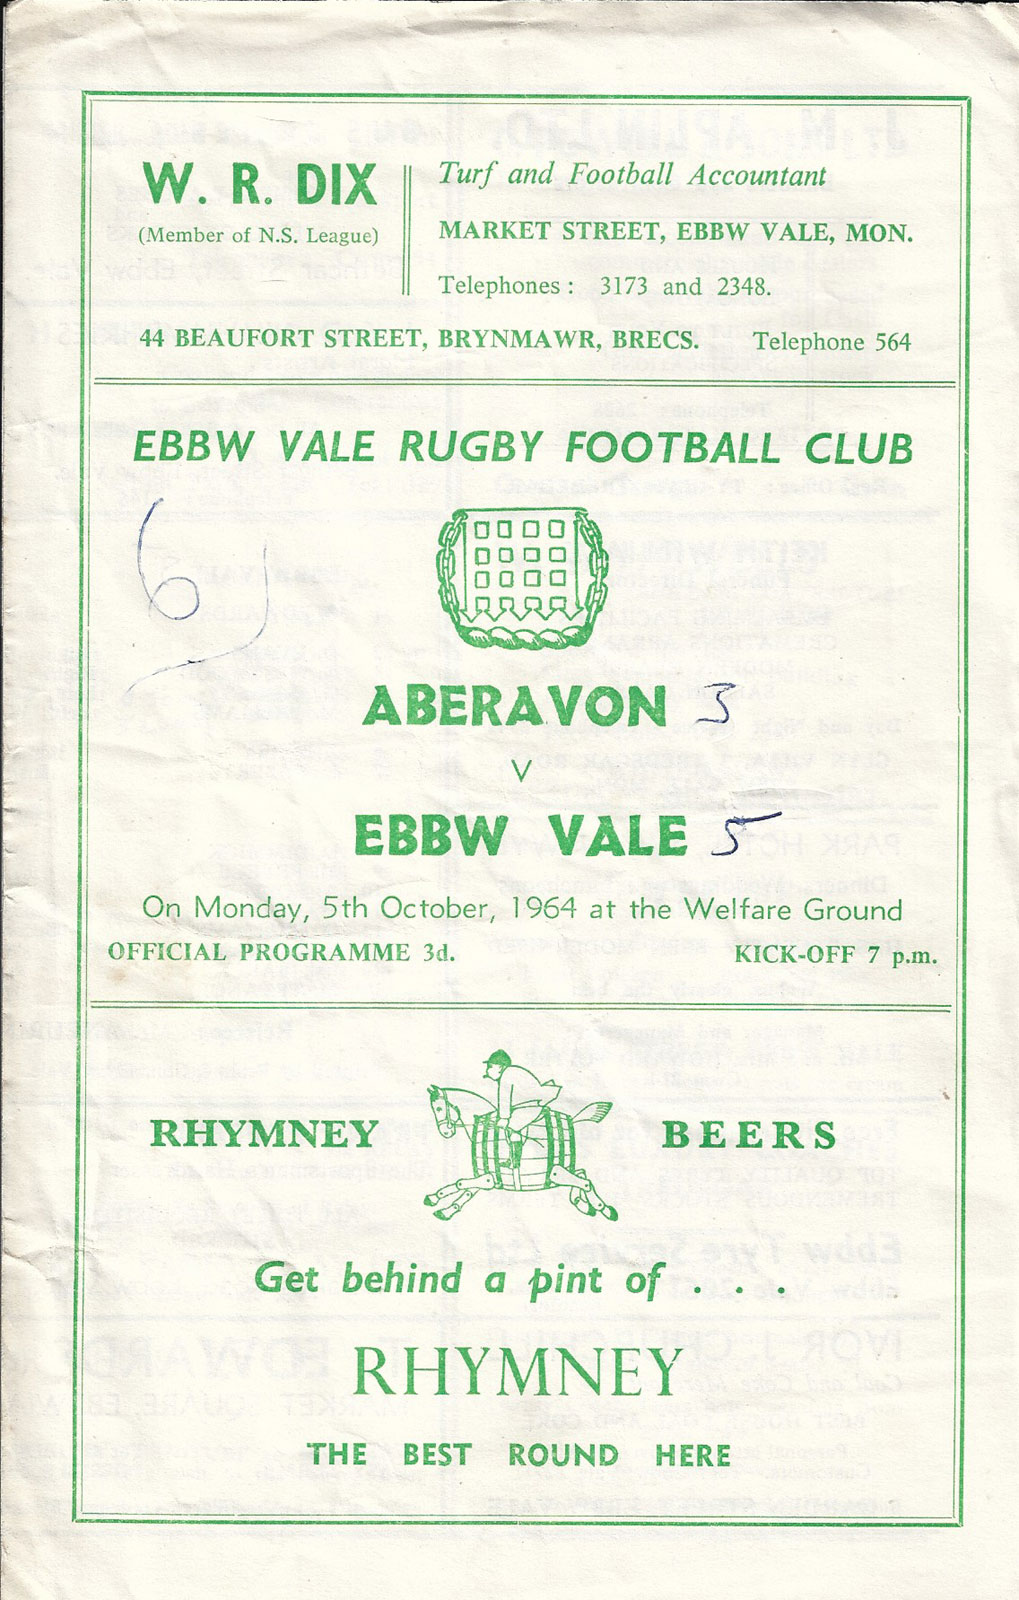 W. R. DIX
(Member of N.S. League)
Turf and Football Accountant
MARKET STREET, EBBW VALE, MON.
Telephones: 3173 and 2348.
44 BEAUFORT STREET, BRYNMAWR, BRECS. Telephone 564
EBBW VALE RUGBY FOOTBALL CLUB
6
ABERAVON 3
V
EBBW VALE 5
On Monday, 5th October, 1964 at the Welfare Ground
OFFICIAL PROGRAMME 3d. KICK-OFF 7 p.m.
RHYMNEY BEERS
Get behind a pint of . . .
RHYMNEY
THE BEST ROUND HERE